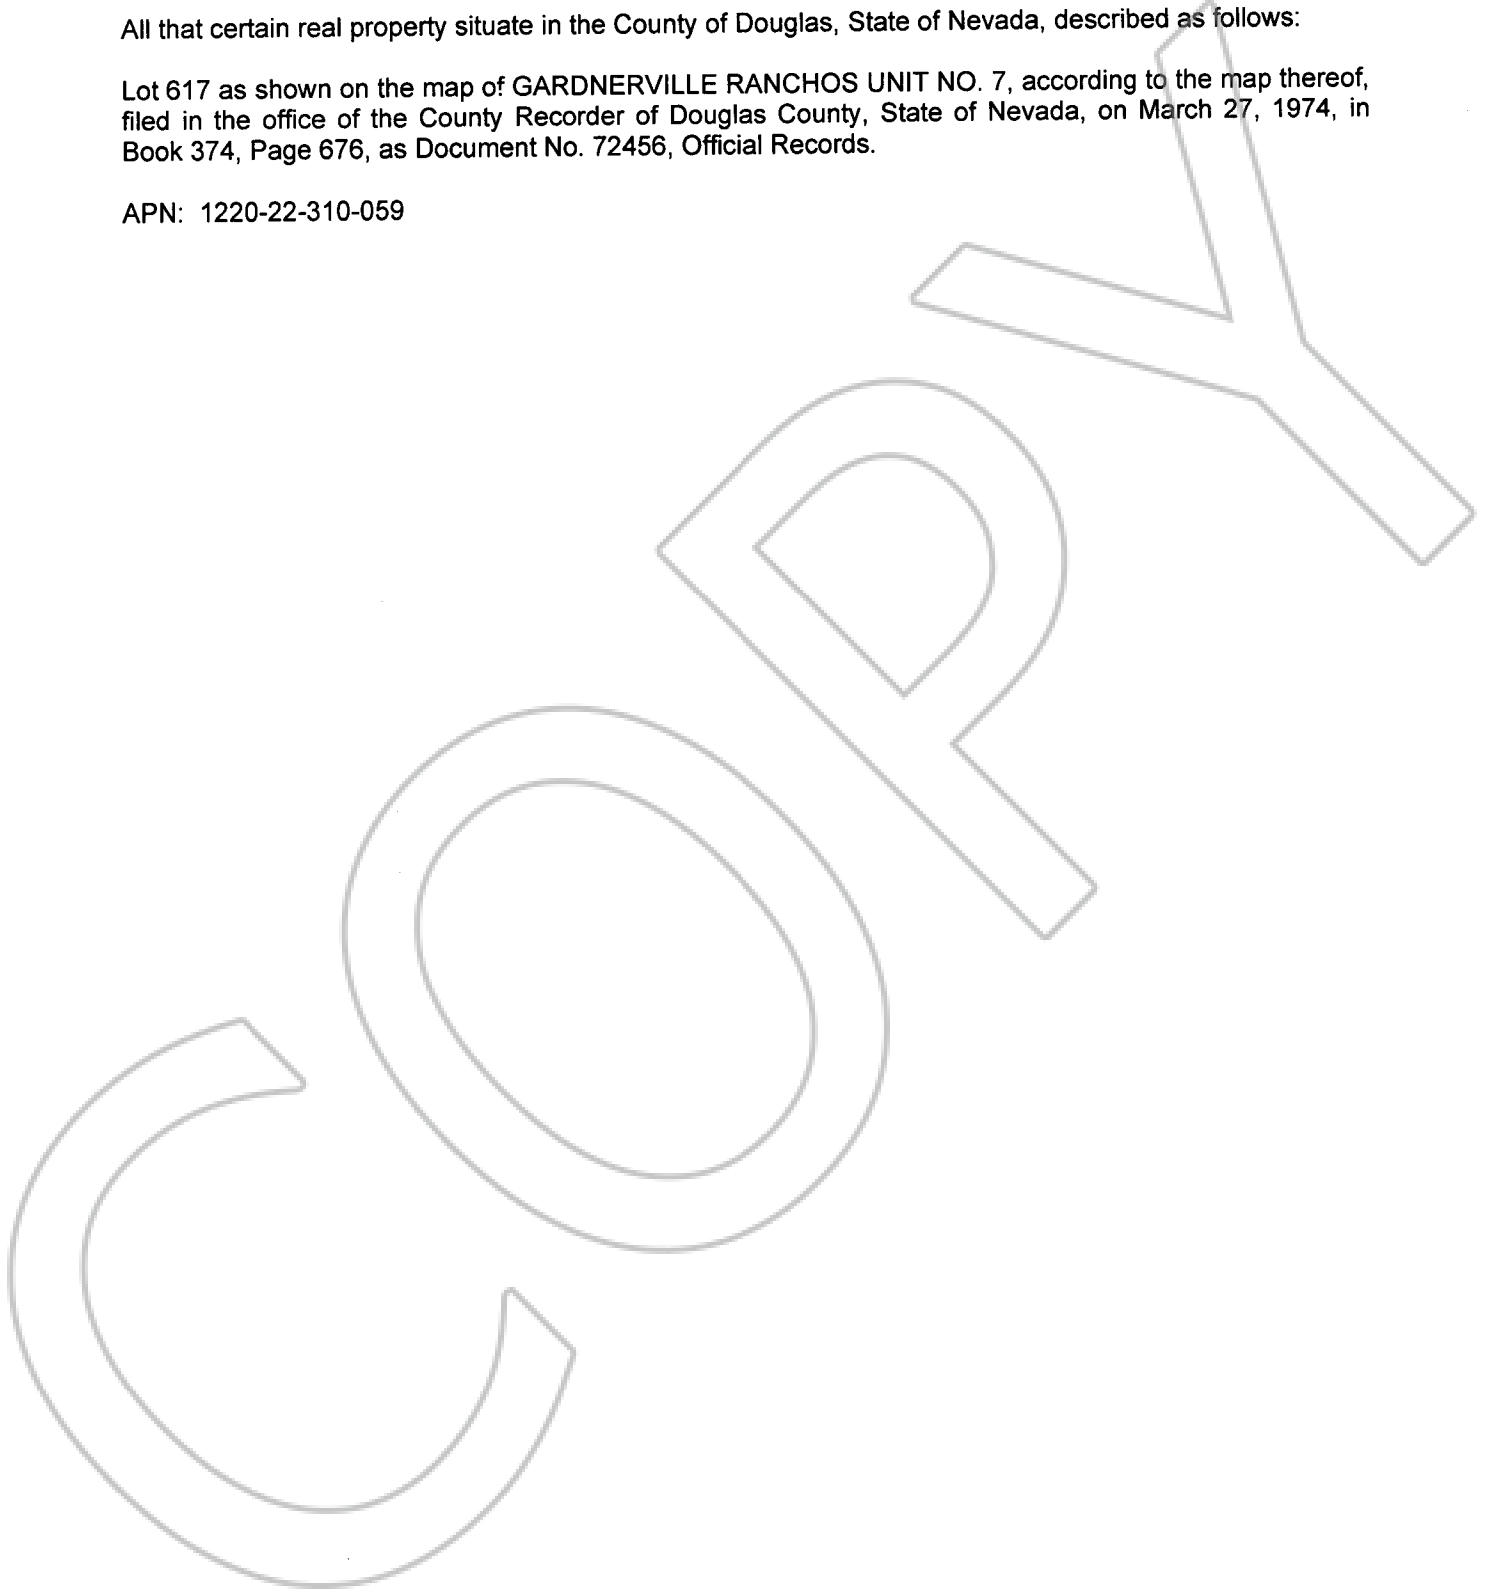 All that certain real property situate in the County of Douglas, State of Nevada, described as follows:
Lot 617 as shown on the map of GARDNERVILLE RANCHOS UNIT NO. 7, according to the map thereof,
filed in the office of the County Recorder of Douglas County, State of Nevada, on March 27, 1974, in
Book 374, Page 676, as Document No. 72456, Official Records.
APN: 1220-22-310-059
COPY